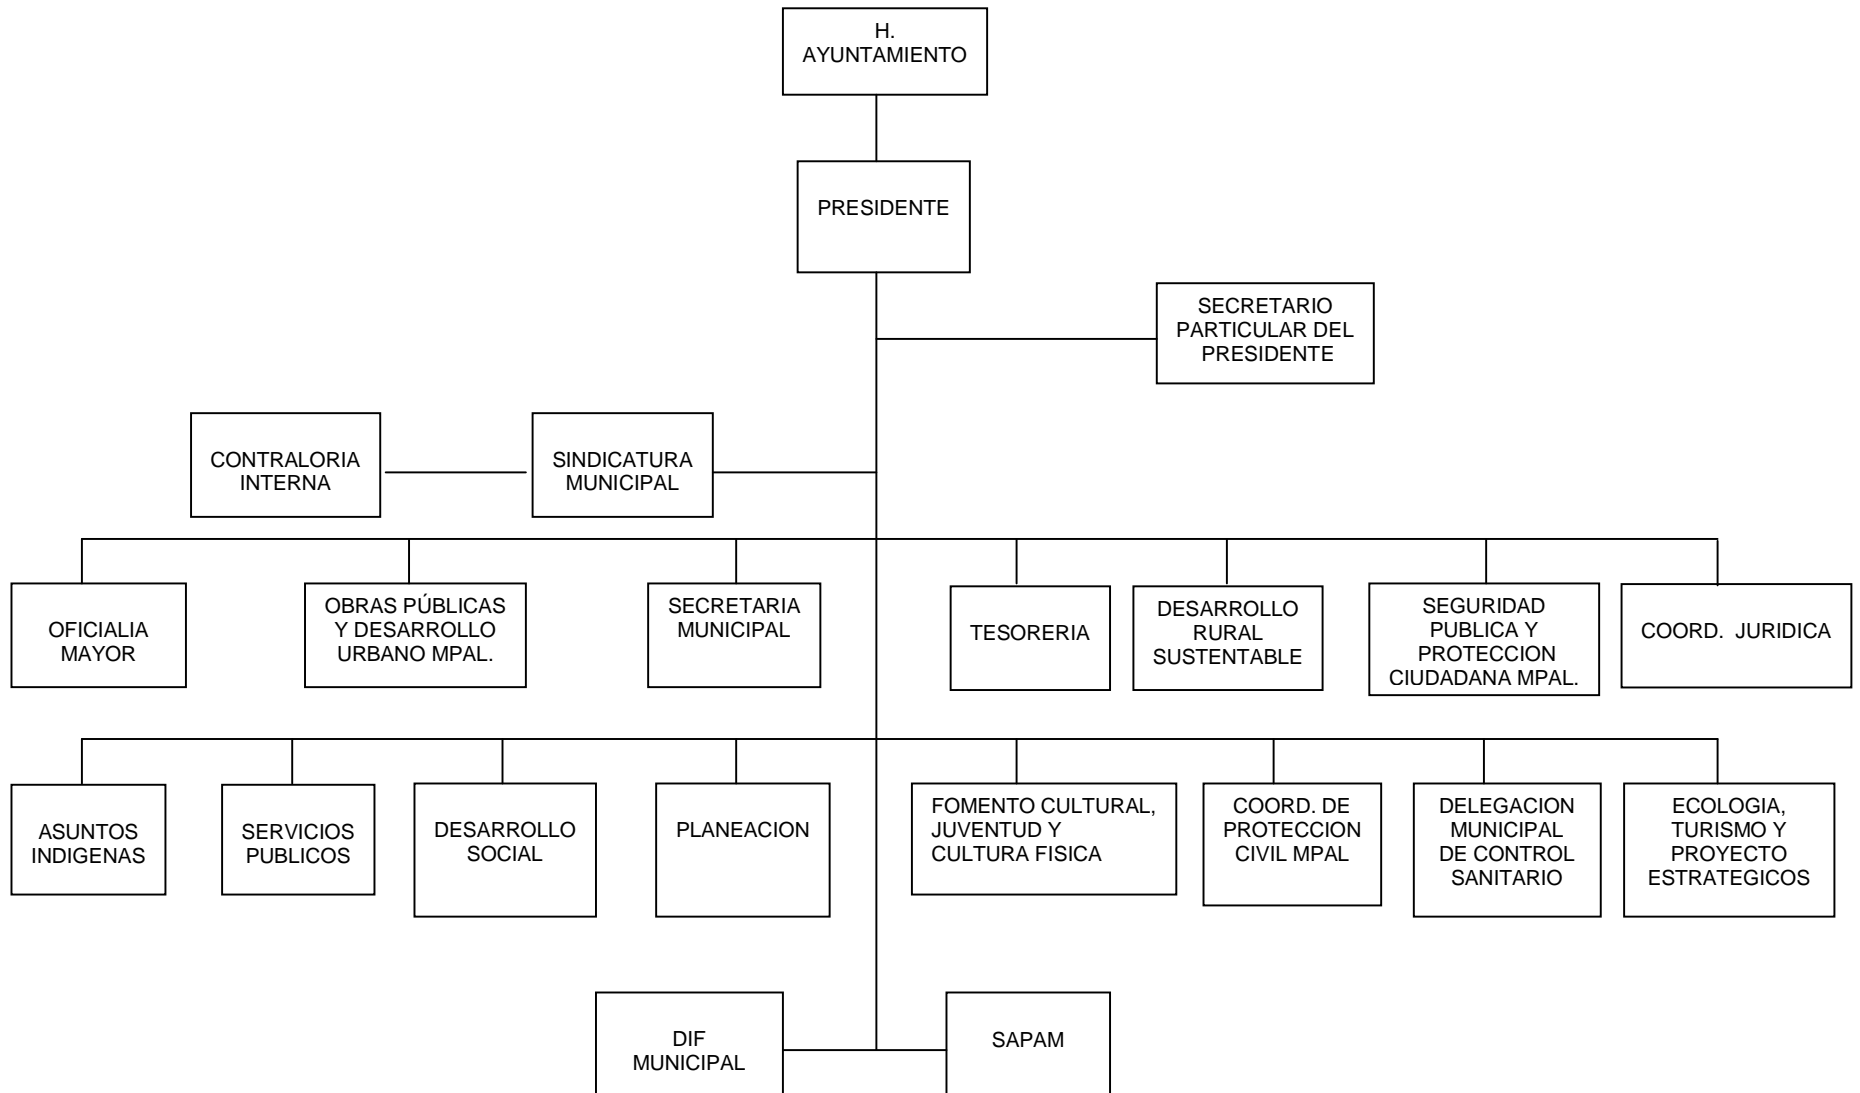 H.
AYUNTAMIENTO
PRESIDENTE
SECRETARIO
PARTICULAR DEL
PRESIDENTE
CONTRALORIA
INTERNA
SINDICATURA
MUNICIPAL
OFICIALIA
MAYOR
OBRAS PÚBLICAS
Y DESARROLLO
URBANO MPAL.
SECRETARIA
MUNICIPAL
TESORERIA
DESARROLLO
RURAL
SUSTENTABLE
SEGURIDAD
PUBLICA Y
PROTECCION
CIUDADANA MPAL.
COORD. JURIDICA
ASUNTOS
INDIGENAS
SERVICIOS
PUBLICOS
DESARROLLO
SOCIAL
PLANEACION
FOMENTO CULTURAL,
JUVENTUD Y
CULTURA FISICA
COORD. DE
PROTECCION
CIVIL MPAL
DELEGACION
MUNICIPAL
DE CONTROL
SANITARIO
ECOLOGIA,
TURISMO Y
PROYECTO
ESTRATEGICOS
DIF
MUNICIPAL
SAPAM